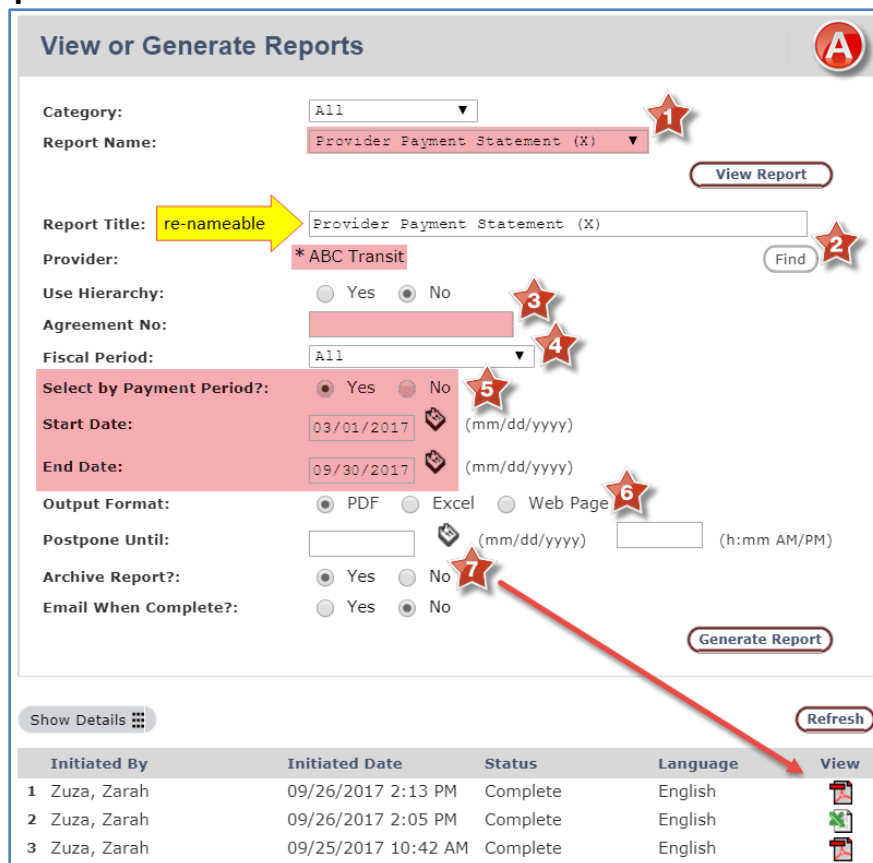 View or Generate Reports A
Category: All
1
Report Name: Provider Payment Statement (X)
View Report
Report Title: re-nameable Provider Payment Statement (X)
2
Provider: * ABC Transit Find
Use Hierarchy: Yes No
3
Agreement No:
4
Fiscal Period: All
Select by Payment Period?: Yes No 5
Start Date: 03/01/2017 (mm/dd/yyyy)
End Date: 09/30/2017 (mm/dd/yyyy)
6
Output Format: PDF Excel Web Page
Postpone Until: (mm/dd/yyyy) (h:mm AM/PM)
Archive Report?: Yes No 7
Email When Complete?: Yes No
Generate Report
Show Details Refresh
Initiated By Initiated Date Status Language View
1 Zuza, Zarah 09/26/2017 2:13 PM Complete English
2 Zuza, Zarah 09/26/2017 2:05 PM Complete English
3 Zuza, Zarah 09/25/2017 10:42 AM Complete English